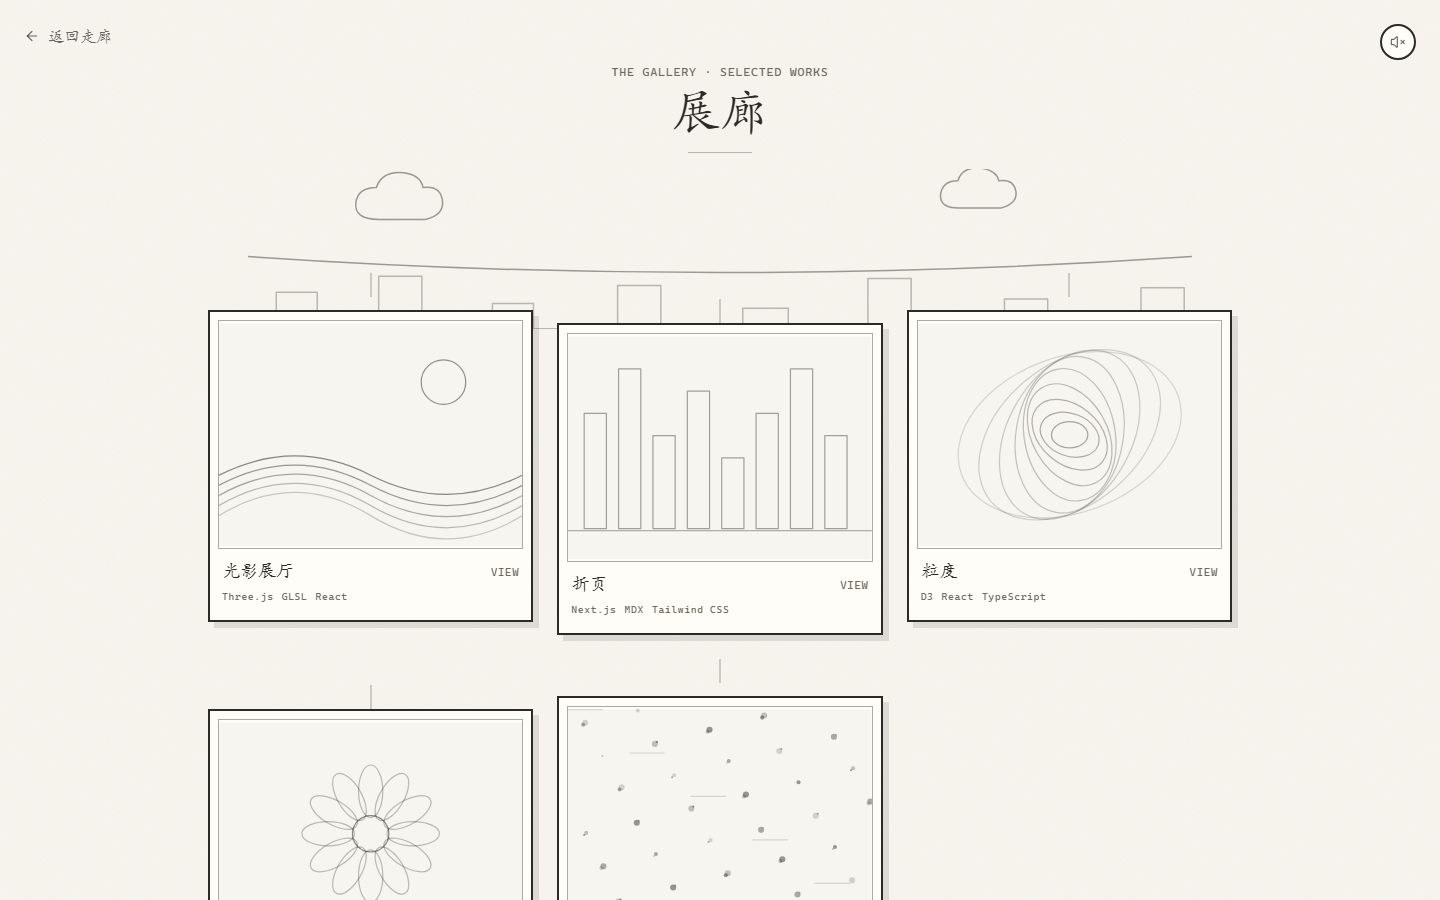 返回走廊
THE GALLERY · SELECTED WORKS
展廊
光影展厅
VIEW
Three.js GLSL React
折页
VIEW
Next.js MDX Tailwind CSS
粒度
VIEW
D3 React TypeScript